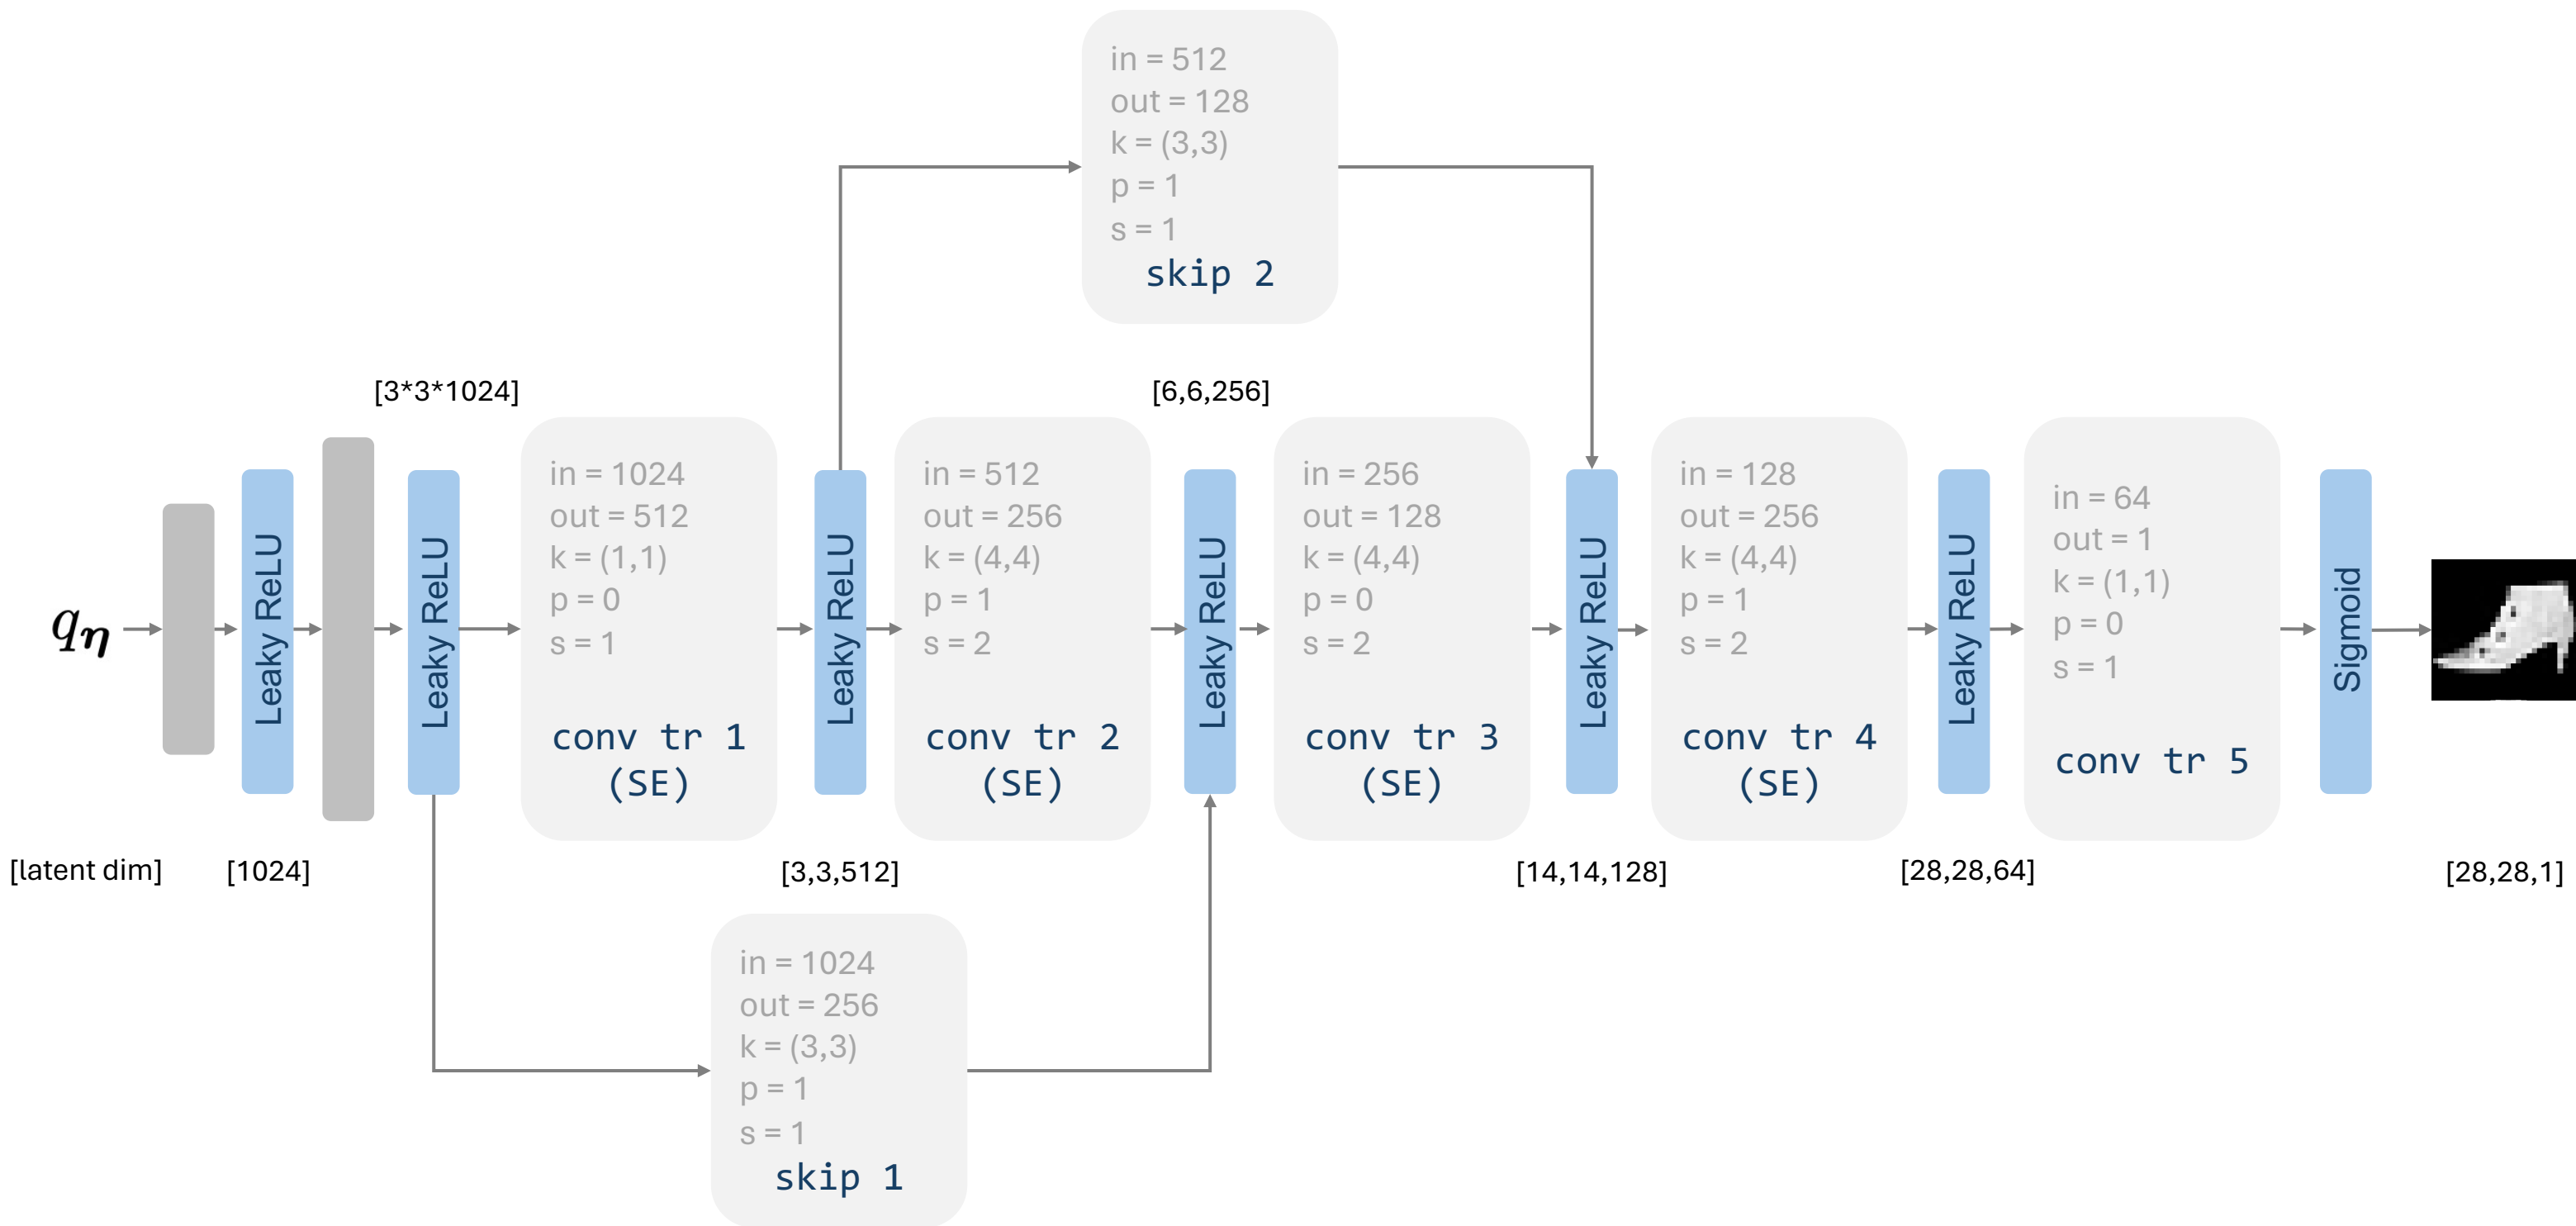 in = 512
out = 128
k = (3,3)
p = 1
s = 1
skip 2
[3*3*1024]
[6,6,256]
qη
Leaky ReLU
Leaky ReLU
in = 1024
out = 512
k = (1,1)
p = 0
s = 1
conv tr 1
(SE)
Leaky ReLU
in = 512
out = 256
k = (4,4)
p = 1
s = 2
conv tr 2
(SE)
Leaky ReLU
in = 256
out = 128
k = (4,4)
p = 0
s = 2
conv tr 3
(SE)
Leaky ReLU
in = 128
out = 256
k = (4,4)
p = 1
s = 2
conv tr 4
(SE)
Leaky ReLU
in = 64
out = 1
k = (1,1)
p = 0
s = 1
conv tr 5
Sigmoid
[latent dim]
[1024]
[3,3,512]
[14,14,128]
[28,28,64]
[28,28,1]
in = 1024
out = 256
k = (3,3)
p = 1
s = 1
skip 1